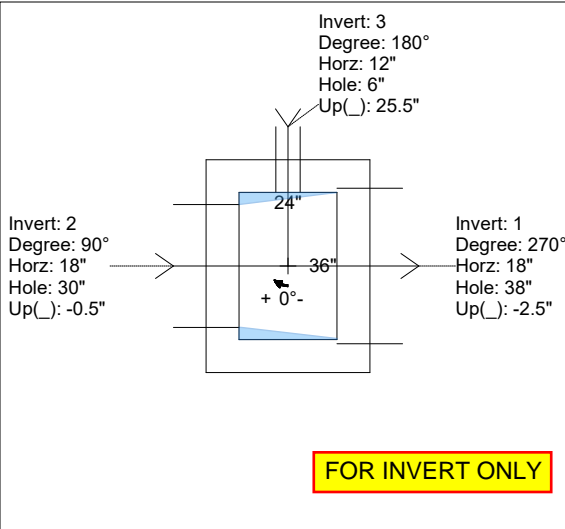 Invert: 3
Degree: 180°
Horz: 12"
Hole: 6"
Up(_): 25.5"
24"
Invert: 2
Degree: 90°
Horz: 18"
Hole: 30"
Up(_): -0.5"
36"
+ 0°-
Invert: 1
Degree: 270°
Horz: 18"
Hole: 38"
Up(_): -2.5"
FOR INVERT ONLY